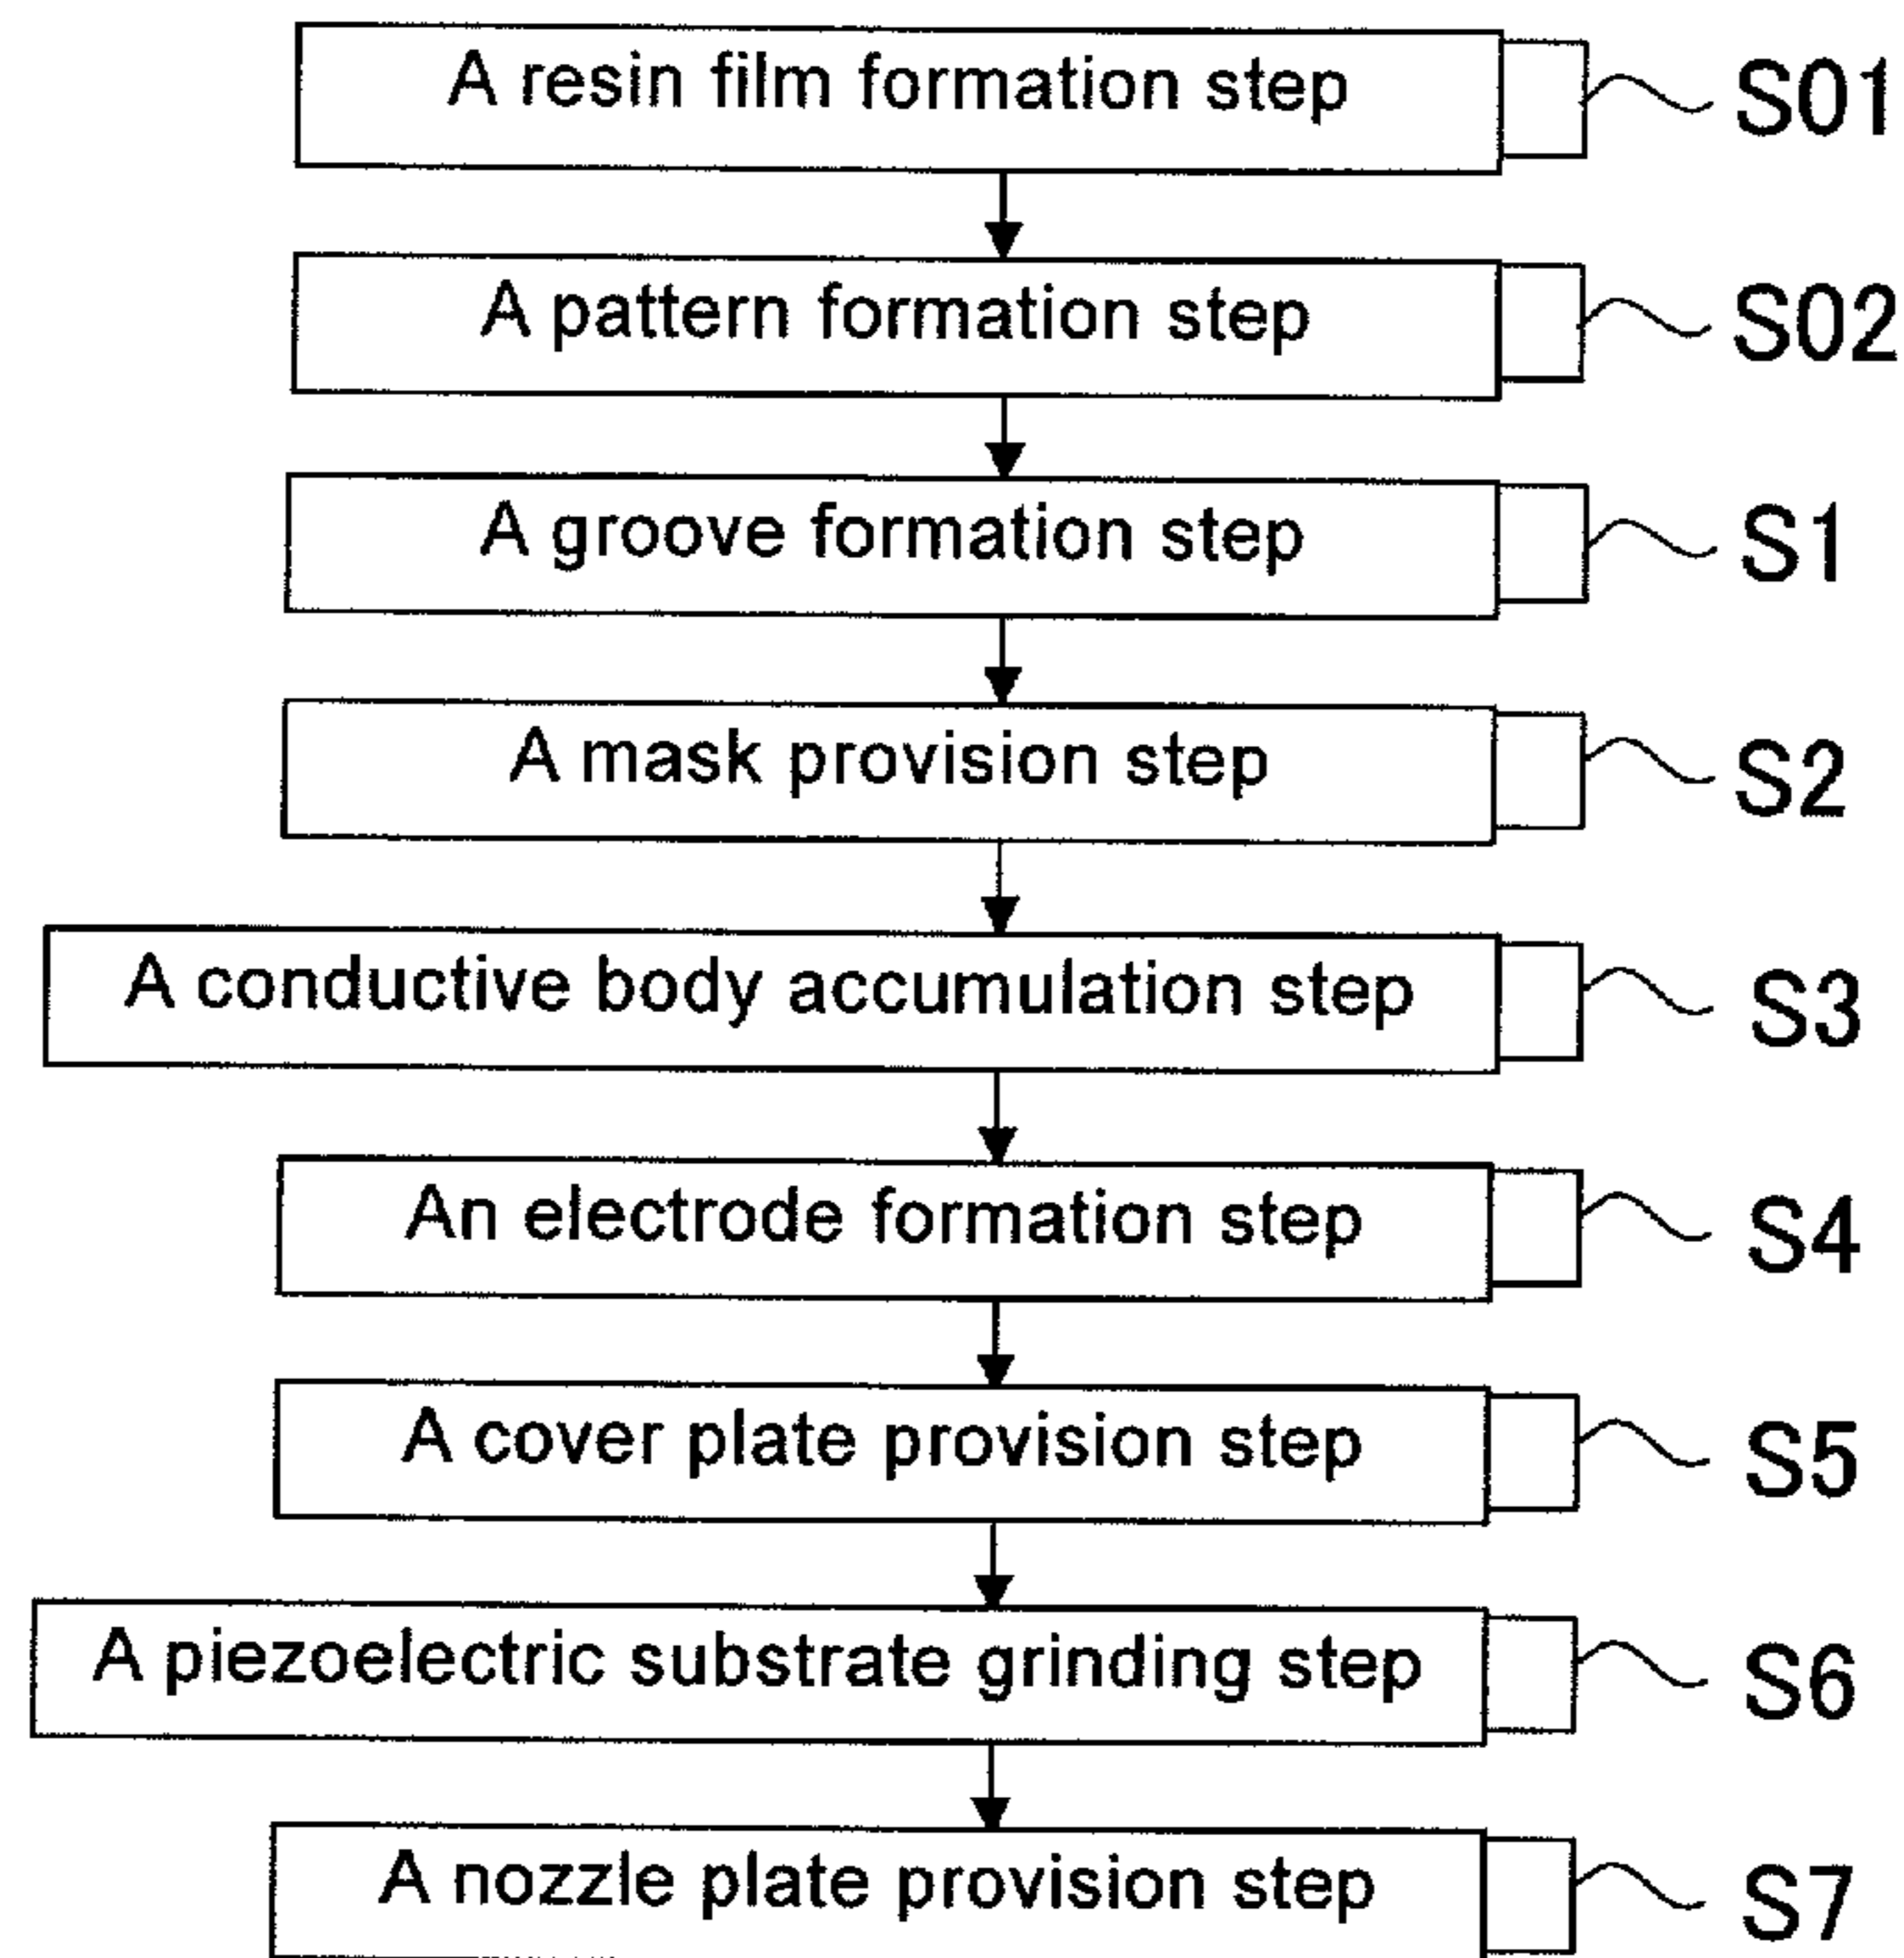 A resin film formation step S01
A pattern formation step S02
A groove formation step S1
A mask provision step S2
A conductive body accumulation step S3
An electrode formation step S4
A cover plate provision step S5
A piezoelectric substrate grinding step S6
A nozzle plate provision step S7